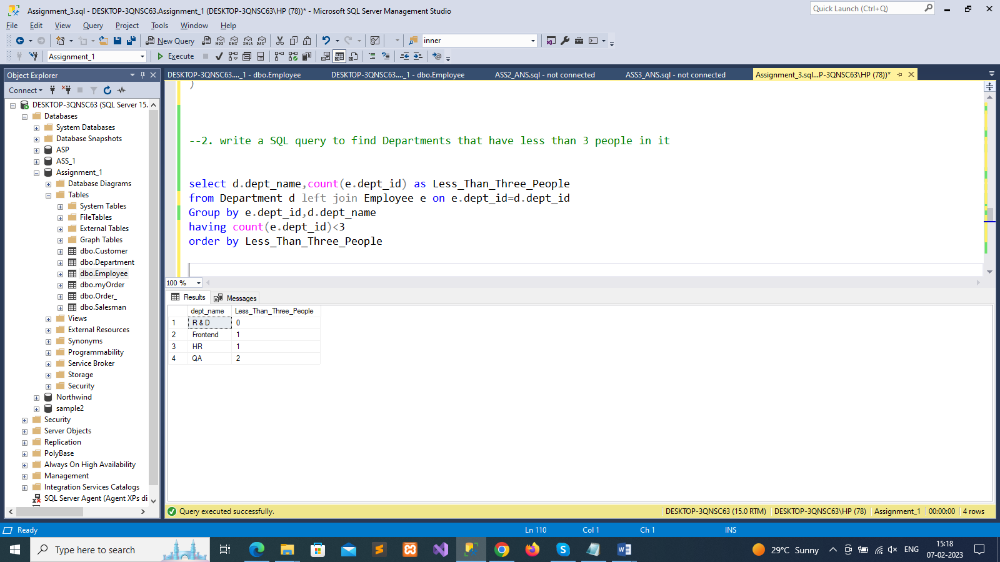 Assignment_3.sql - DESKTOP-3QNSC63.Assignment_1 (DESKTOP-3QNSC63\HP (78))* - Microsoft SQL Server Management Studio
Quick Launch (Ctrl+Q)
File Edit View Query Project Tools Window Help
New Query
MDX DMX XMLA DAX
inner
Assignment_1
Execute
Object Explorer
Connect
DESKTOP-3QNSC63 (SQL Server 15.
Databases
System Databases
Database Snapshots
ASP
ASS_1
Assignment_1
Database Diagrams
Tables
System Tables
FileTables
External Tables
Graph Tables
dbo.Customer
dbo.Department
dbo.Employee
dbo.myOrder
dbo.Order_
dbo.Salesman
Views
External Resources
Synonyms
Programmability
Service Broker
Storage
Security
Northwind
sample2
Security
Server Objects
Replication
PolyBase
Always On High Availability
Management
Integration Services Catalogs
SQL Server Agent (Agent XPs di
DESKTOP-3QNSC63...._1 - dbo.Employee
DESKTOP-3QNSC63...._1 - dbo.Employee
ASS2_ANS.sql - not connected
ASS3_ANS.sql - not connected
Assignment_3.sql...P-3QNSC63\HP (78))*
)
--2. write a SQL query to find Departments that have less than 3 people in it
select d.dept_name,count(e.dept_id) as Less_Than_Three_People
from Department d left join Employee e on e.dept_id=d.dept_id
Group by e.dept_id,d.dept_name
having count(e.dept_id)<3
order by Less_Than_Three_People
100 %
Results Messages
dept_name Less_Than_Three_People
1 R & D 0
2 Frontend 1
3 HR 1
4 QA 2
Query executed successfully.
DESKTOP-3QNSC63 (15.0 RTM) DESKTOP-3QNSC63\HP (78) Assignment_1 00:00:00 4 rows
Ready Ln 110 Col 1 Ch 1 INS
Type here to search
29°C Sunny
ENG
15:18
07-02-2023